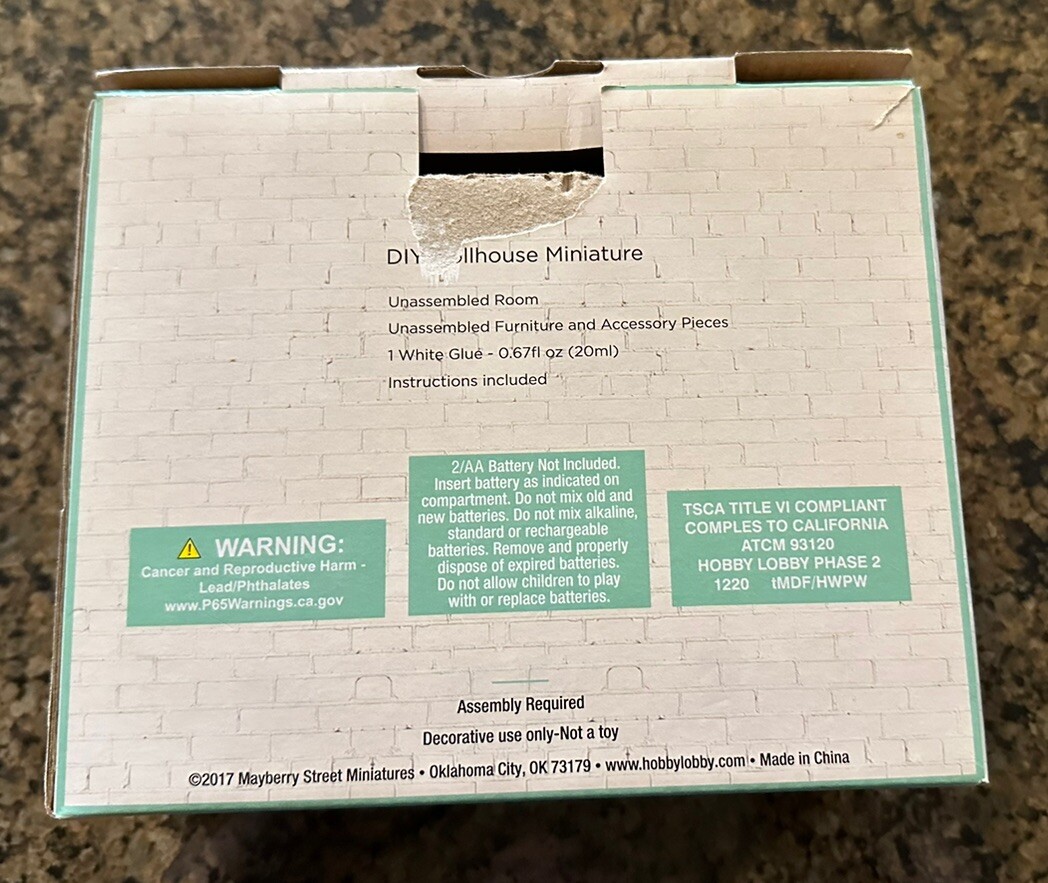 DIY llhouse Miniature
Unassembled Room
Unassembled Furniture and Accessory Pieces
1 White Glue - 0.67fl oz (20ml)
Instructions included
2/AA Battery Not Included.
Insert battery as indicated on
compartment. Do not mix old and
new batteries. Do not mix alkaline,
standard or rechargeable
batteries. Remove and properly
dispose of expired batteries.
Do not allow children to play
with or replace batteries.
WARNING:
Cancer and Reproductive Harm -
Lead/Phthalates
www.P65Warnings.ca.gov
TSCA TITLE VI COMPLIANT
COMPLES TO CALIFORNIA
ATCM 93120
HOBBY LOBBY PHASE 2
1220 tMDF/HWPW
Assembly Required
Decorative use only-Not a toy
©2017 Mayberry Street Miniatures • Oklahoma City, OK 73179 • www.hobbylobby.com • Made in China